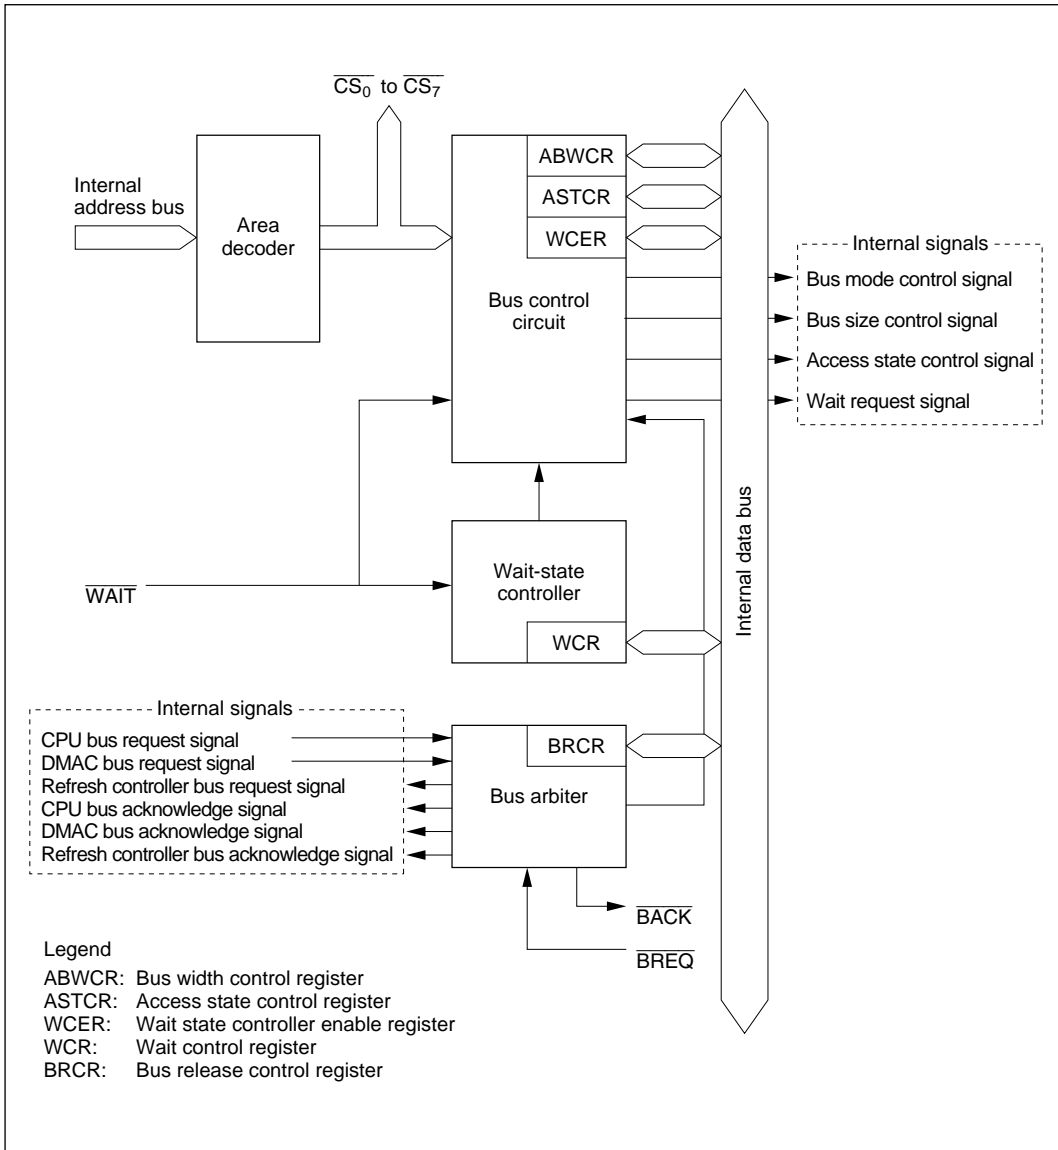 CS0 to CS7
Internal
address bus
Area
decoder
ABWCR
ASTCR
WCER
Bus control
circuit
Internal signals
Bus mode control signal
Bus size control signal
Access state control signal
Wait request signal
Internal data bus
WAIT
Wait-state
controller
WCR
Internal signals
CPU bus request signal
DMAC bus request signal
Refresh controller bus request signal
CPU bus acknowledge signal
DMAC bus acknowledge signal
Refresh controller bus acknowledge signal
BRCR
Bus arbiter
BACK
BREQ
Legend
ABWCR: Bus width control register
ASTCR: Access state control register
WCER: Wait state controller enable register
WCR: Wait control register
BRCR: Bus release control register